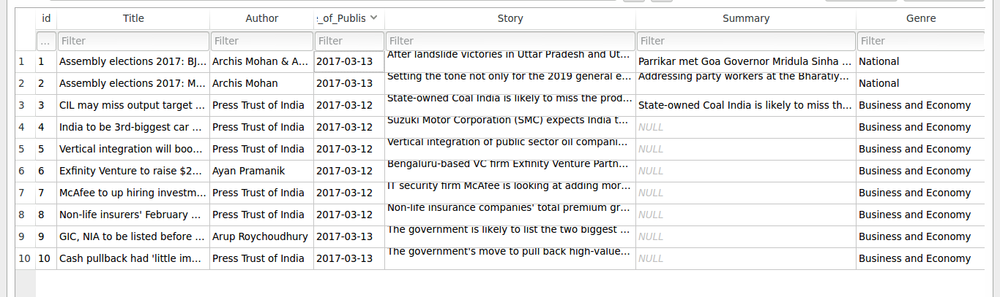 id Title Author _of_Publis Story Summary Genre
... Filter Filter Filter Filter Filter Filter
1 1 Assembly elections 2017: BJ... Archis Mohan & A... 2017-03-13 After landslide victories in Uttar Pradesh and Ut... Parrikar met Goa Governor Mridula Sinha ... National
2 2 Assembly elections 2017: M... Archis Mohan 2017-03-13 Setting the tone not only for the 2019 general e... Addressing party workers at the Bharatiy... National
3 3 CIL may miss output target ... Press Trust of India 2017-03-12 State-owned Coal India is likely to miss the prod... State-owned Coal India is likely to miss th... Business and Economy
4 4 India to be 3rd-biggest car ... Press Trust of India 2017-03-12 Suzuki Motor Corporation (SMC) expects India t... NULL Business and Economy
5 5 Vertical integration will boo... Press Trust of India 2017-03-12 Vertical integration of public sector oil compani... NULL Business and Economy
6 6 Exfinity Venture to raise $2... Ayan Pramanik 2017-03-12 Bengaluru-based VC firm Exfinity Venture Partn... NULL Business and Economy
7 7 McAfee to up hiring investm... Press Trust of India 2017-03-12 IT security firm McAfee is looking at adding mor... NULL Business and Economy
8 8 Non-life insurers' February ... Press Trust of India 2017-03-12 Non-life insurance companies' total premium gr... NULL Business and Economy
9 9 GIC, NIA to be listed before ... Arup Roychoudhury 2017-03-13 The government is likely to list the two biggest ... NULL Business and Economy
10 10 Cash pullback had 'little im... Press Trust of India 2017-03-13 The government's move to pull back high-value... NULL Business and Economy